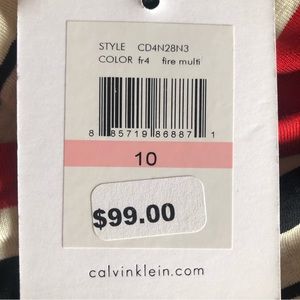 STYLE CD4N28N3
COLOR fr4 fire multi
8 85719 86887 1
10
$99.00
calvinklein.com